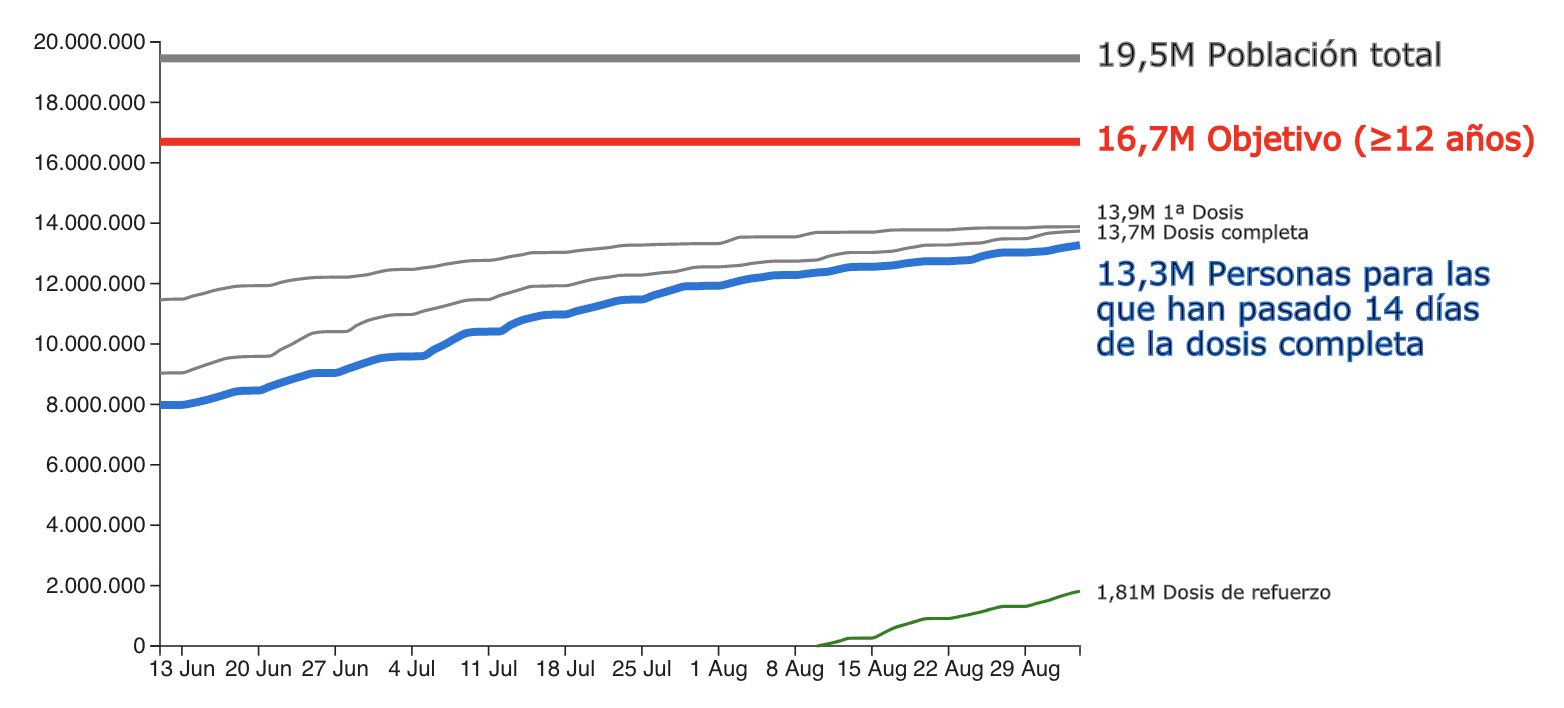 20.000.000
18.000.000
16.000.000
14.000.000
12.000.000
10.000.000
8.000.000
6.000.000
4.000.000
2.000.000
0
13 Jun 20 Jun 27 Jun 4 Jul 11 Jul 18 Jul 25 Jul 1 Aug 8 Aug 15 Aug 22 Aug 29 Aug
19,5M Población total
16,7M Objetivo (≥12 años)
13,9M 1ª Dosis
13,7M Dosis completa
13,3M Personas para las
que han pasado 14 días
de la dosis completa
1,81M Dosis de refuerzo